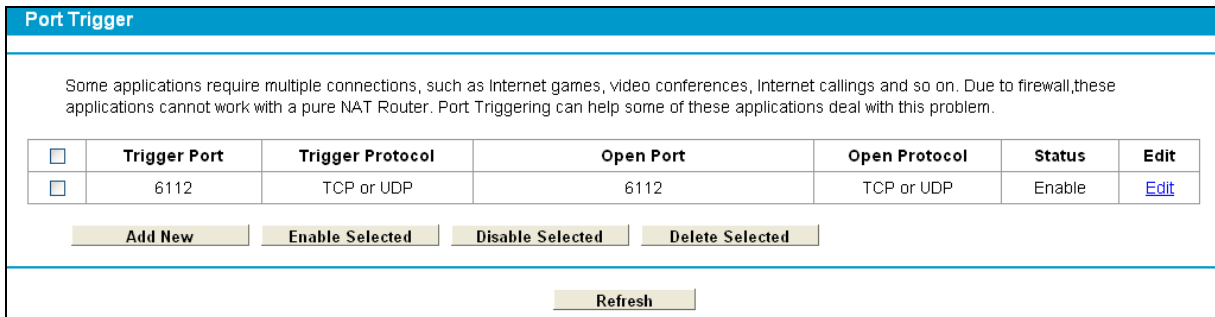 Port Trigger
Some applications require multiple connections, such as Internet games, video conferences, Internet callings and so on. Due to firewall,these
applications cannot work with a pure NAT Router. Port Triggering can help some of these applications deal with this problem.
Trigger Port Trigger Protocol Open Port Open Protocol Status Edit
6112 TCP or UDP 6112 TCP or UDP Enable Edit
Add New Enable Selected Disable Selected Delete Selected
Refresh